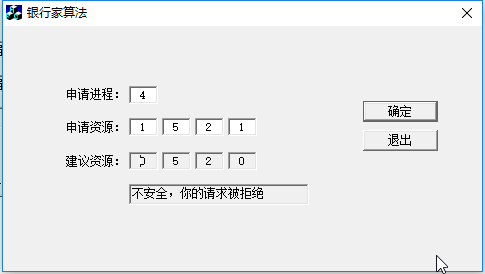 银行家算法
申请进程: 4
申请资源: 1 5 2 1
建议资源: 5 2 0
不安全，你的请求被拒绝
确定
退出